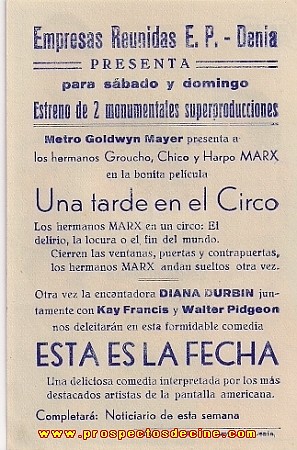 Empresas Reunidas E. P. - Denia
PRESENTA
para sábado y domingo
Estreno de 2 monumentales superproducciones
Metro Goldwyn Mayer presenta a
los hermanos Groucho, Chico y Harpo MARX
en la bonita película
Una tarde en el Circo
Los hermanos MARX en un circo: El
delirio, la locura o el fin del mundo.
Cierren las ventanas, puertas y contrapuertas,
los hermanos MARX andan sueltos otra vez.
Otra vez la encantadora DIANA DURBIN jun-
tamente con Kay Francis y Walter Pidgeon
nos deleitarán en esta formidable comedia
ESTA ES LA FECHA
Una deliciosa comedia interpretada por los más
destacados artistas de la pantalla americana.
Completará: Noticiario de esta semana
www.prospectosdecine.com